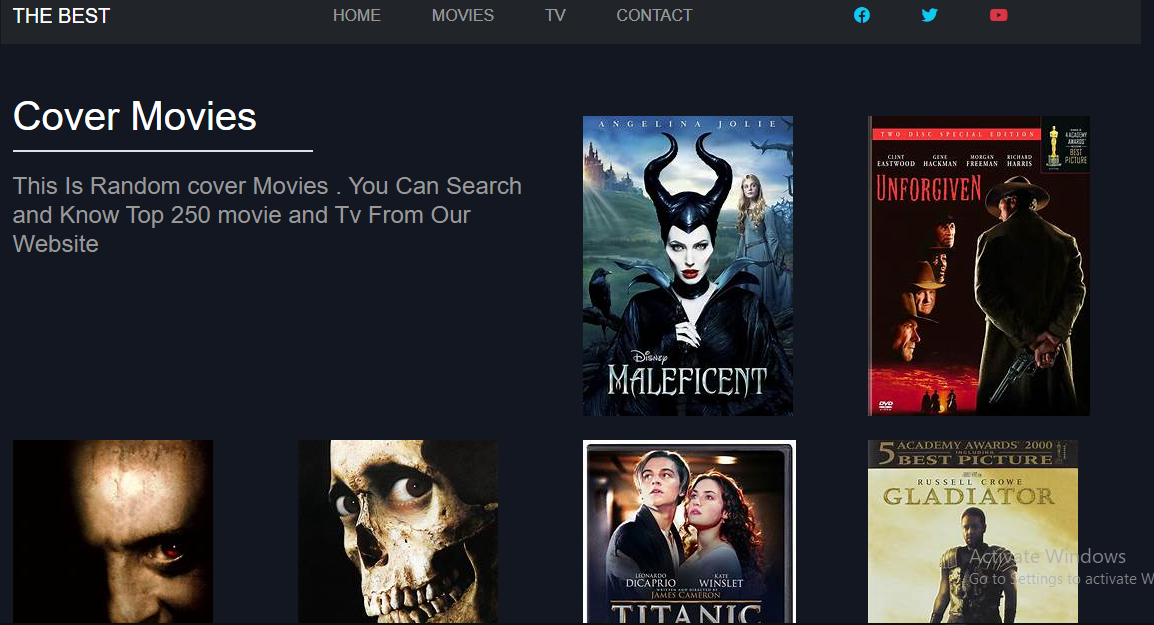 THE BEST
HOME
MOVIES
TV
CONTACT
Cover Movies
This Is Random cover Movies . You Can Search
and Know Top 250 movie and Tv From Our
Website
ANGELINA JOLIE
Disney
MALEFICENT
TWO-DISC SPECIAL EDITION
4 ACADEMY
AWARDS
BEST
PICTURE
CLINT
EASTWOOD
GENE
HACKMAN
MORGAN
FREEMAN
RICHARD
HARRIS
UNFORGIVEN
DVD
LEONARDO
DICAPRIO
KATE
WINSLET
WRITTEN AND DIRECTED BY
JAMES CAMERON
TITANIC
5 ACADEMY AWARDS 2000
INCLUDING
BEST PICTURE
RUSSELL CROWE
GLADIATOR
Activate Windows
Go to Settings to activate W